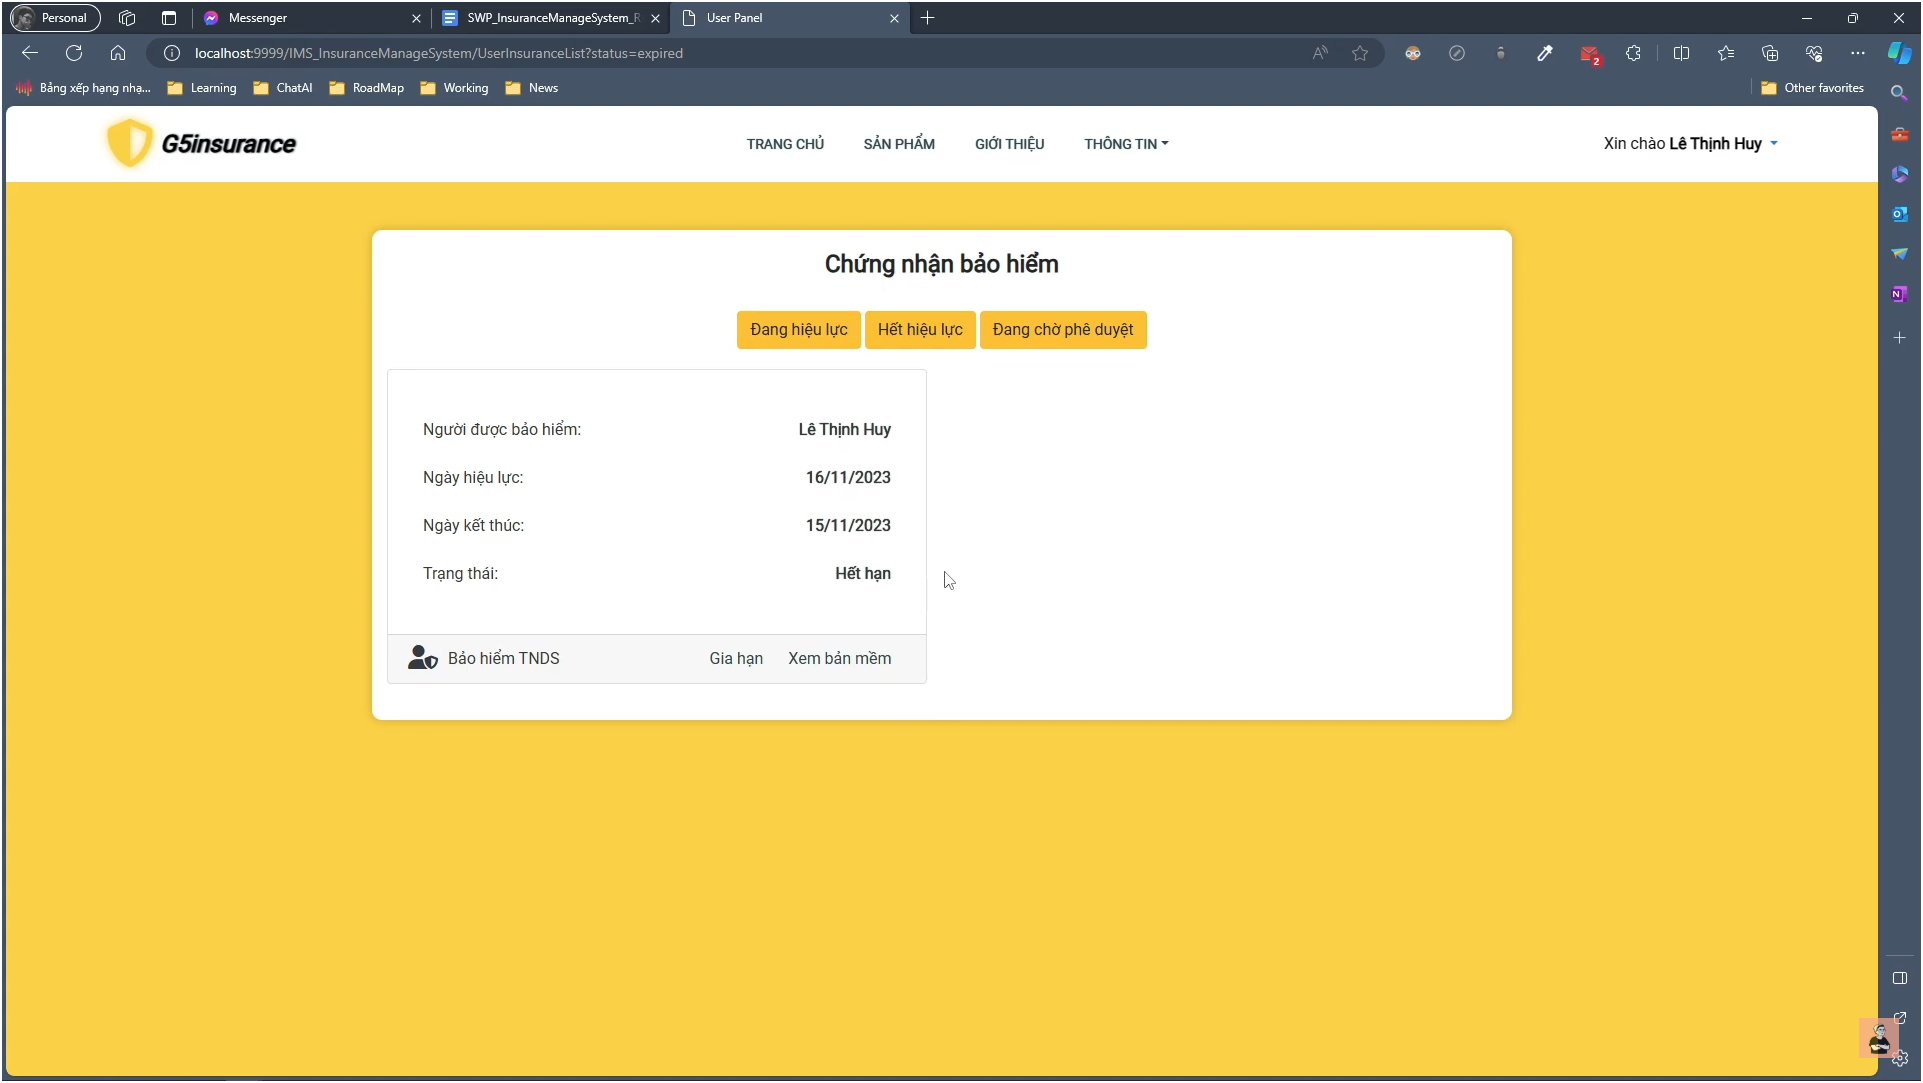 Personal
Messenger
SWP_InsuranceManageSystem_R
User Panel
localhost:9999/IMS_InsuranceManageSystem/UserInsuranceList?status=expired
2
Bảng xếp hạng nhạ...
Learning
ChatAI
RoadMap
Working
News
Other favorites
G5insurance
TRANG CHỦ
SẢN PHẨM
GIỚI THIỆU
THÔNG TIN
Xin chào Lê Thịnh Huy
Chứng nhận bảo hiểm
Đang hiệu lực
Hết hiệu lực
Đang chờ phê duyệt
Người được bảo hiểm: Lê Thịnh Huy
Ngày hiệu lực: 16/11/2023
Ngày kết thúc: 15/11/2023
Trạng thái: Hết hạn
Bảo hiểm TNDS
Gia hạn
Xem bản mềm